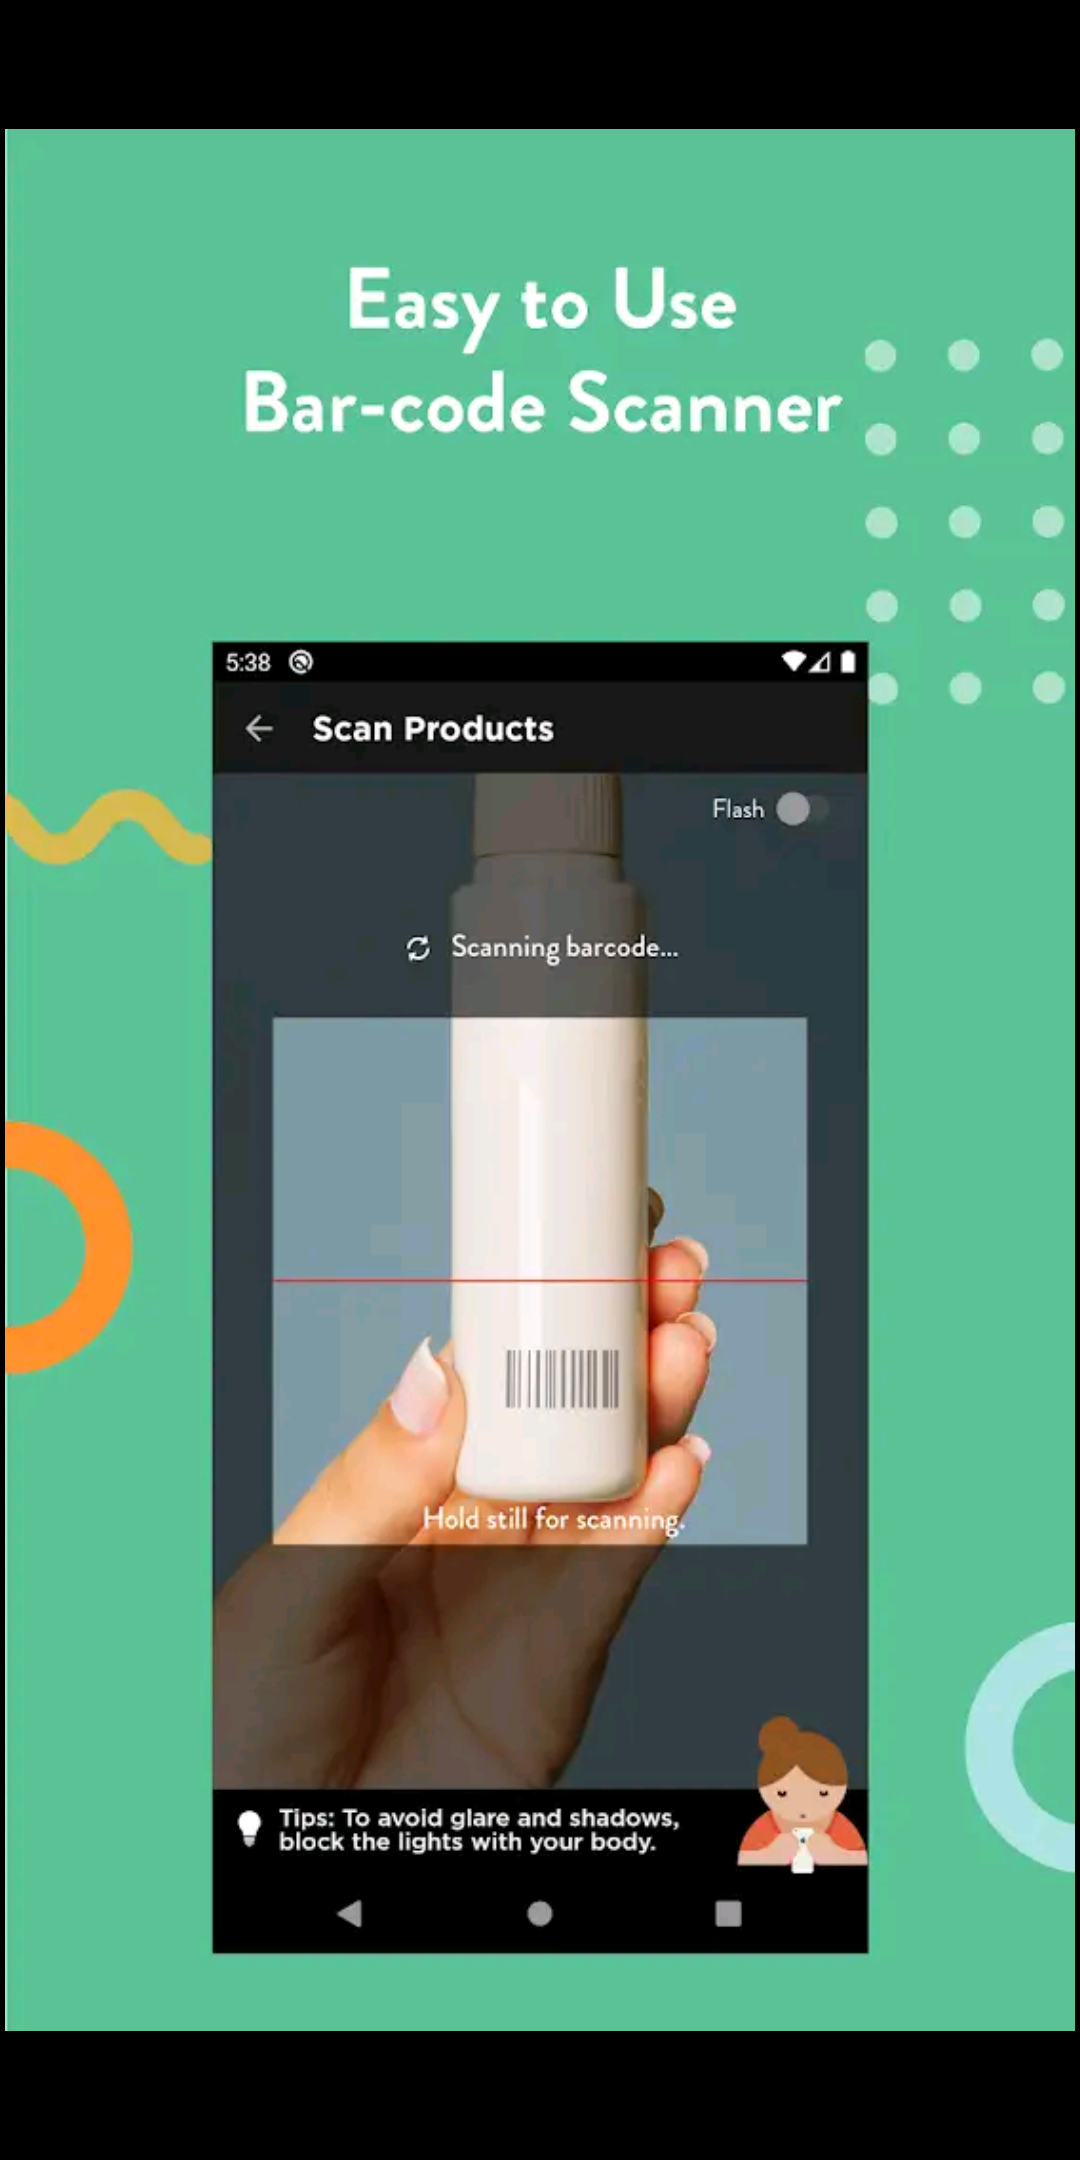 Easy to Use
Bar-code Scanner
5:38
Scan Products
Flash
Scanning barcode...
Hold still for scanning.
Tips: To avoid glare and shadows,
block the lights with your body.